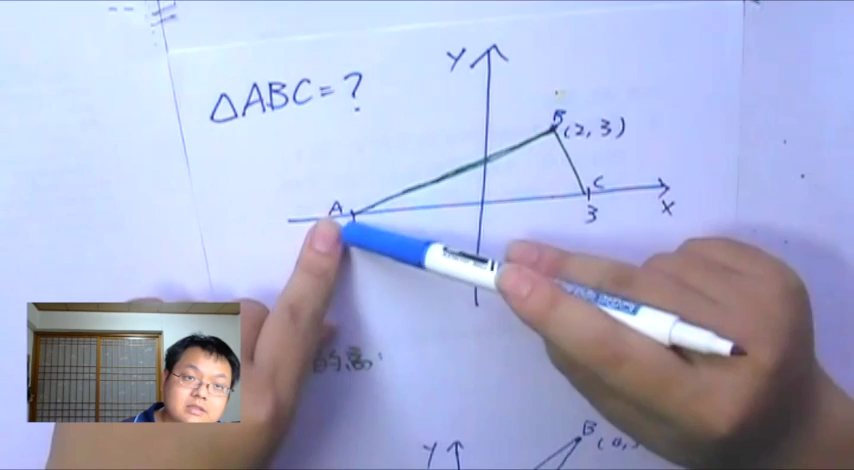 △ABC=?
Y
B
(2,3)
A
C
3
X
的高:
Y
B